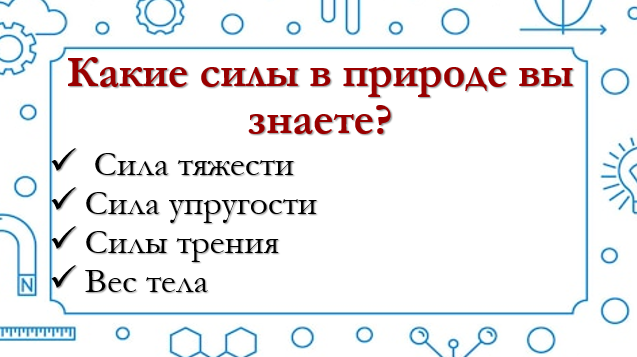 Какие силы в природе вы
знаете?
✓ Сила тяжести
✓ Сила упругости
✓ Силы трения
✓ Вес тела
N